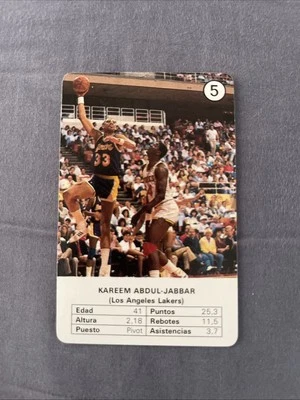 5
33
KAREEM ABDUL-JABBAR
(Los Angeles Lakers)
Edad 41 Puntos 25,3
Altura 2.18 Rebotes 11,5
Puesto Pivot Asistencias 3.7